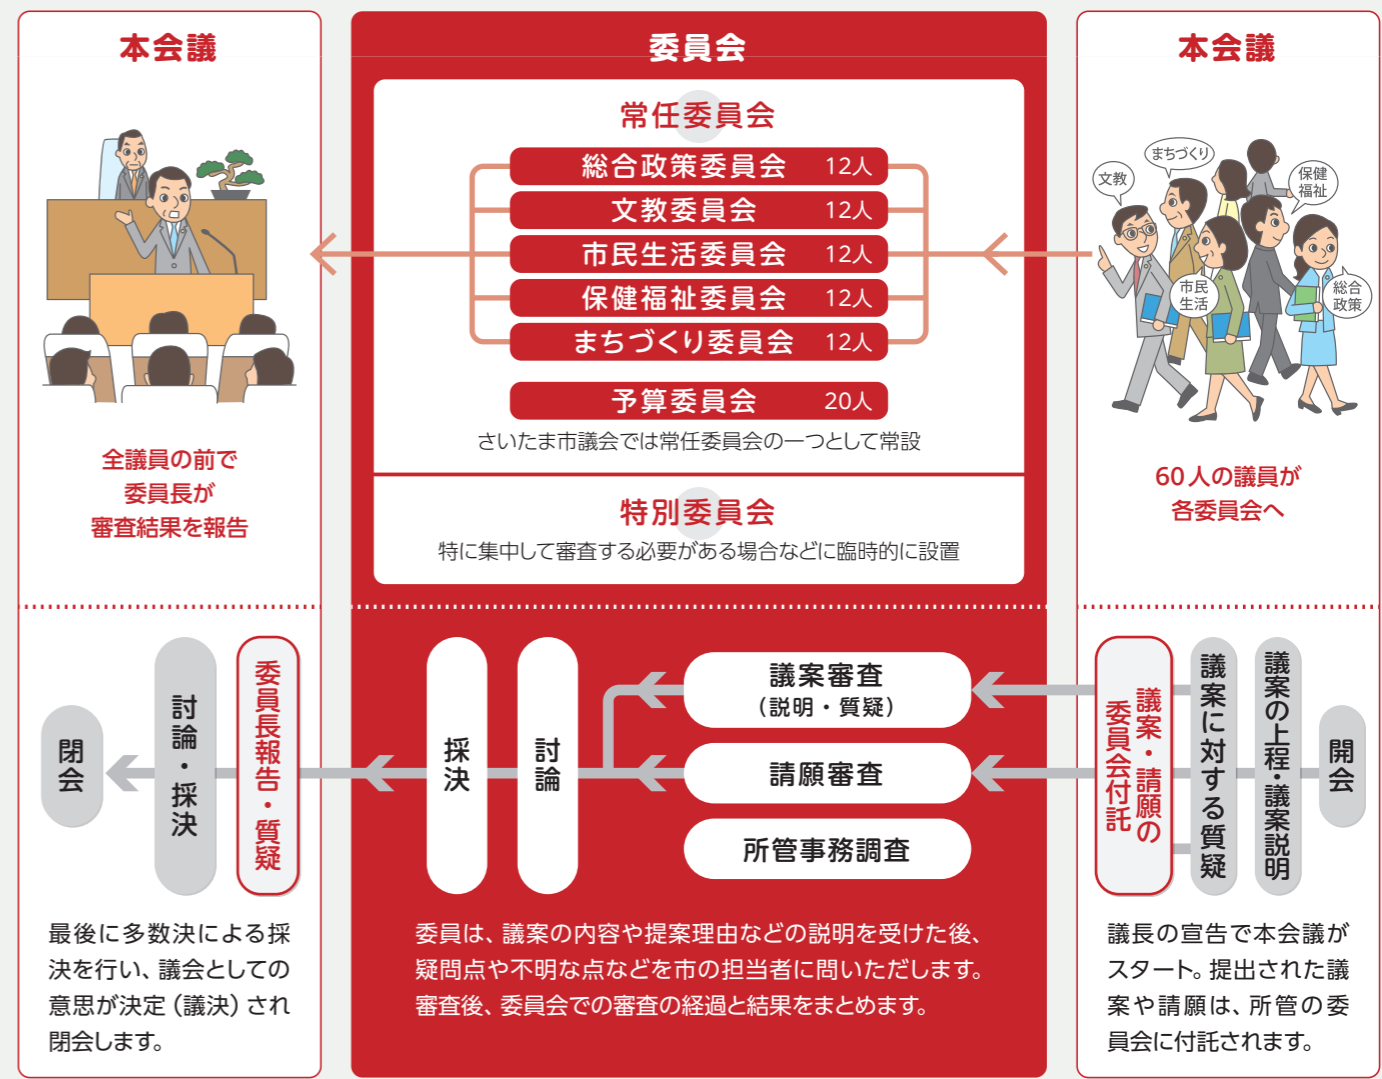 本会議
文教
まちづくり
保健
福祉
市民
生活
総合
政策
60人の議員が
各委員会へ
開会
議案の上程・議案説明
議案に対する質疑
議案・請願の
委員会付託
議長の宣告で本会議が
スタート。提出された議
案や請願は、所管の委
員会に付託されます。
委員会
常任委員会
総合政策委員会 12人
文教委員会 12人
市民生活委員会 12人
保健福祉委員会 12人
まちづくり委員会 12人
予算委員会 20人
さいたま市議会では常任委員会の一つとして常設
特別委員会
特に集中して審査する必要がある場合などに臨時的に設置
議案審査
(説明・質疑)
請願審査
所管事務調査
討論
採決
委員は、議案の内容や提案理由などの説明を受けた後、
疑問点や不明な点などを市の担当者に問いただします。
審査後、委員会での審査の経過と結果をまとめます。
本会議
全議員の前で
委員長が
審査結果を報告
委員長報告・質疑
討論・採決
閉会
最後に多数決による採
決を行い、議会としての
意思が決定(議決)され
閉会します。